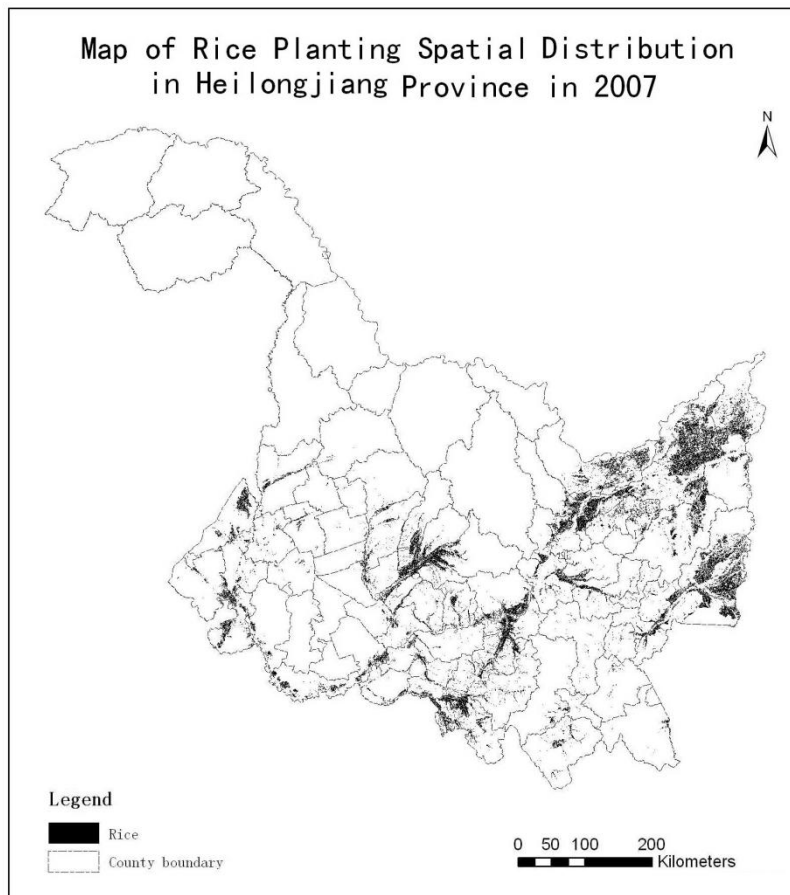 Map of Rice Planting Spatial Distribution
in Heilongjiang Province in 2007
N
Legend
Rice
County boundary
0 50 100 200
Kilometers